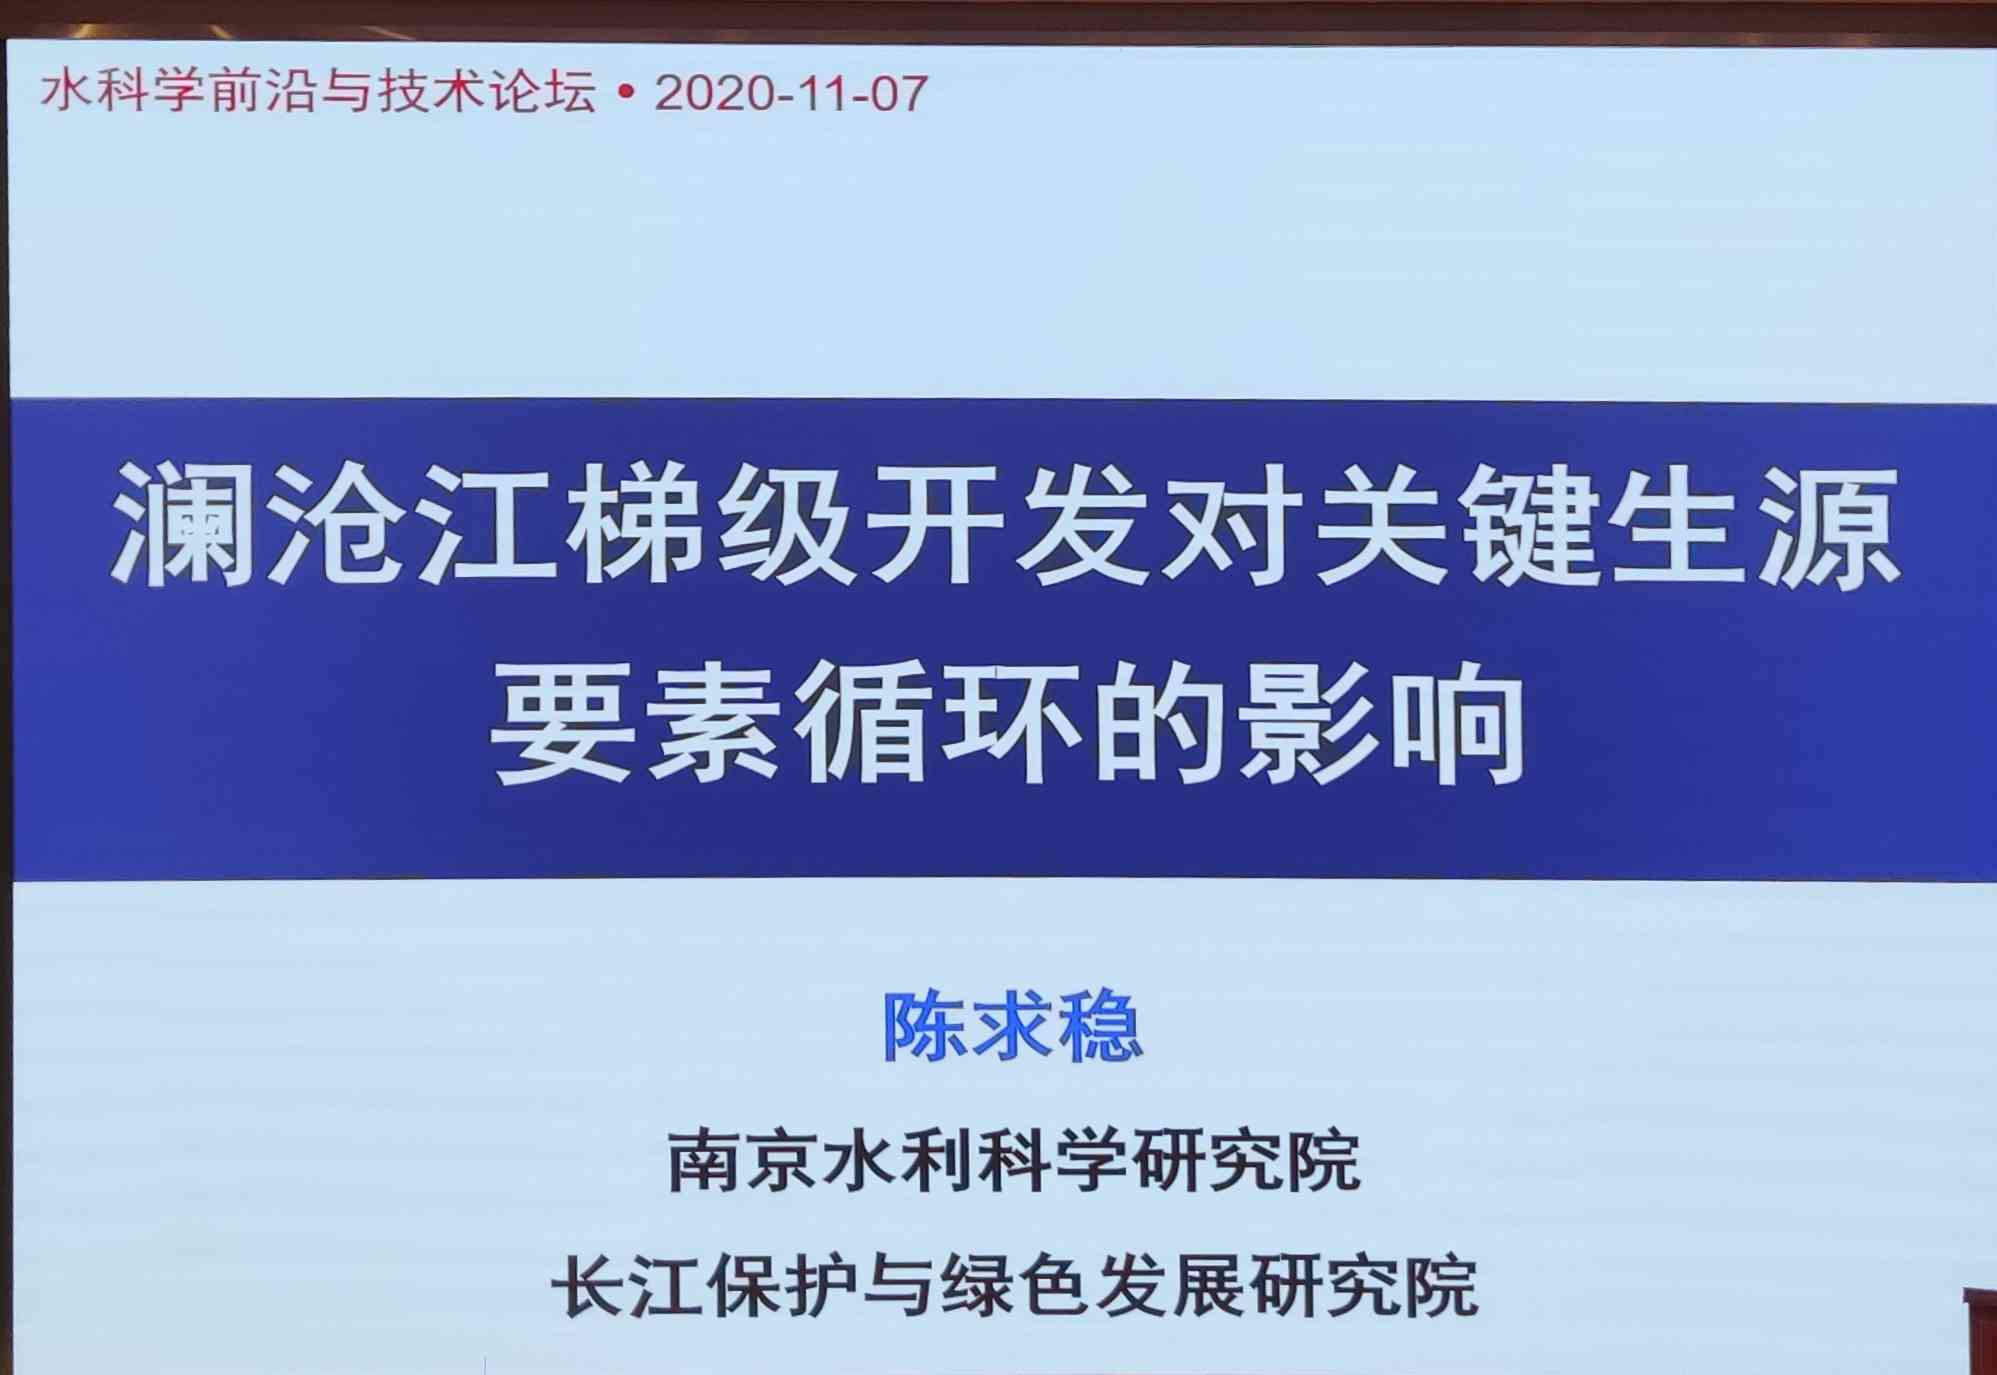 水科学前沿与技术论坛•2020-11-07
澜沧江梯级开发对关键生源
要素循环的影响
陈求稳
南京水利科学研究院
长江保护与绿色发展研究院